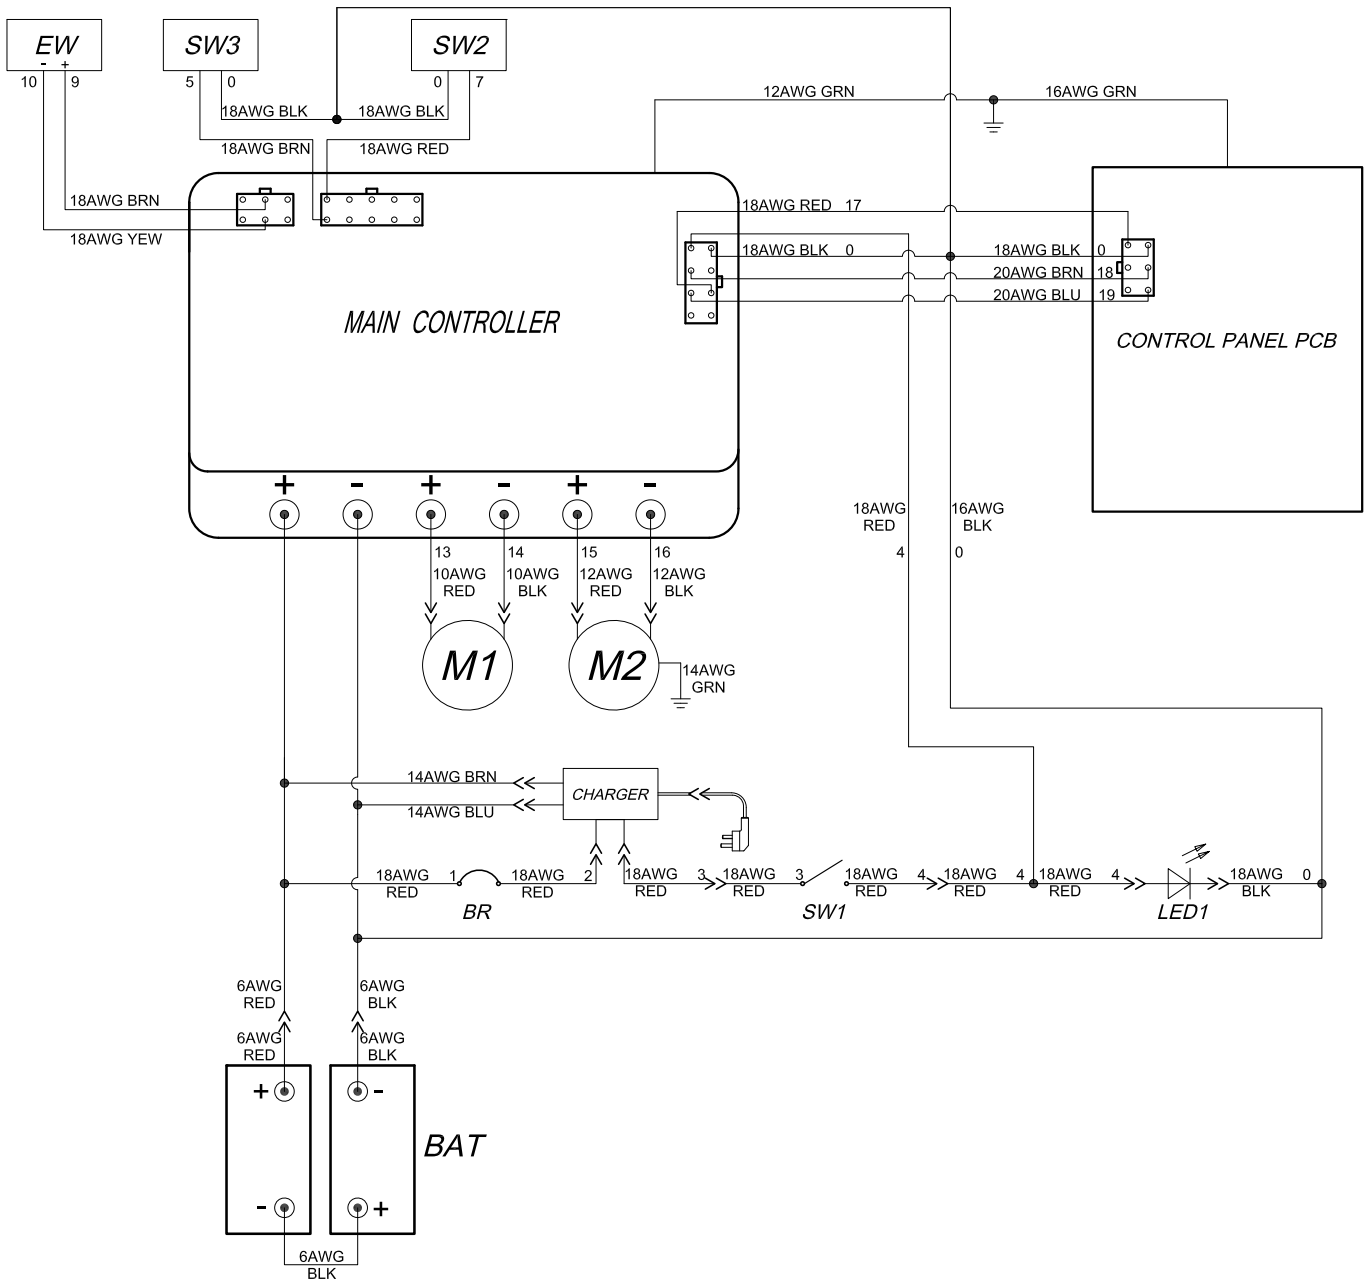 EW
- +
10 9
SW3
5 0
SW2
0 7
18AWG BLK
18AWG BLK
18AWG BRN
18AWG RED
12AWG GRN
16AWG GRN
18AWG BRN
18AWG YEW
18AWG RED 17
18AWG BLK 0
18AWG BLK 0
20AWG BRN 18
20AWG BLU 19
MAIN CONTROLLER
CONTROL PANEL PCB
+ - + - + -
13 14 15 16
10AWG
RED
10AWG
BLK
12AWG
RED
12AWG
BLK
18AWG
RED
4
16AWG
BLK
0
M1
M2
14AWG
GRN
14AWG BRN
14AWG BLU
CHARGER
18AWG
RED
1
BR
18AWG
RED
2
18AWG
RED
3
18AWG
RED
3
SW1
18AWG
RED
4
18AWG
RED
4
18AWG
RED
4
LED1
18AWG
BLK
0
6AWG
RED
6AWG
BLK
6AWG
RED
6AWG
BLK
+ -
BAT
- +
6AWG
BLK